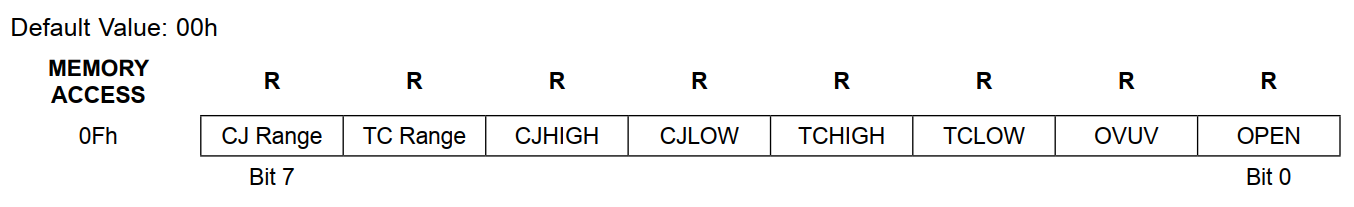 Default Value: 00h
MEMORY ACCESS R R R R R R R R
0Fh CJ Range TC Range CJHIGH CJLOW TCHIGH TCLOW OVUV OPEN
Bit 7 Bit 0